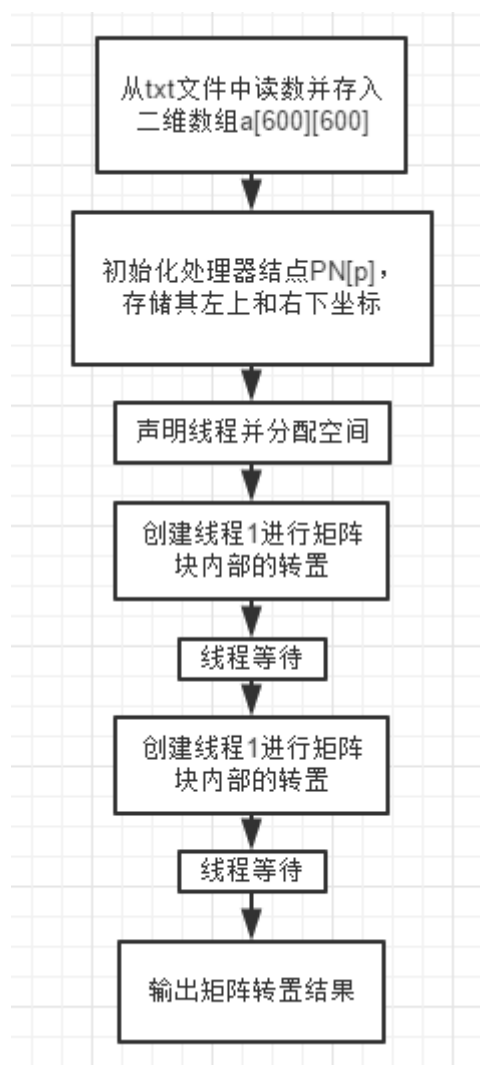 从txt文件中读数并存入
二维数组a[600][600]
初始化处理器结点PN[p]，
存储其左上和右下坐标
声明线程并分配空间
创建线程1进行矩阵
块内部的转置
线程等待
创建线程1进行矩阵
块内部的转置
线程等待
输出矩阵转置结果